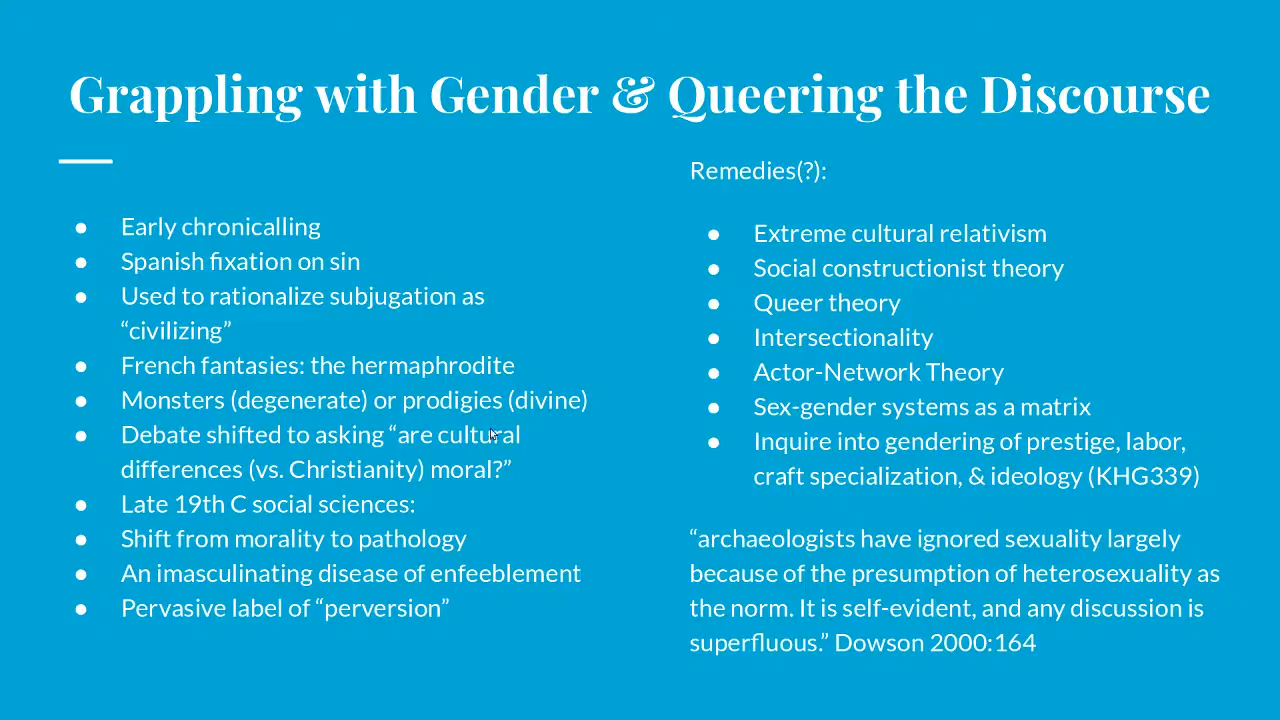 Grappling with Gender & Queering the Discourse
● Early chronicalling
● Spanish fixation on sin
● Used to rationalize subjugation as
“civilizing”
● French fantasies: the hermaphrodite
● Monsters (degenerate) or prodigies (divine)
● Debate shifted to asking “are cultural
differences (vs. Christianity) moral?”
● Late 19th C social sciences:
● Shift from morality to pathology
● An imasculinating disease of enfeeblement
● Pervasive label of “perversion”
Remedies(?):
● Extreme cultural relativism
● Social constructionist theory
● Queer theory
● Intersectionality
● Actor-Network Theory
● Sex-gender systems as a matrix
● Inquire into gendering of prestige, labor,
craft specialization, & ideology (KHG339)
“archaeologists have ignored sexuality largely
because of the presumption of heterosexuality as
the norm. It is self-evident, and any discussion is
superfluous.” Dowson 2000:164